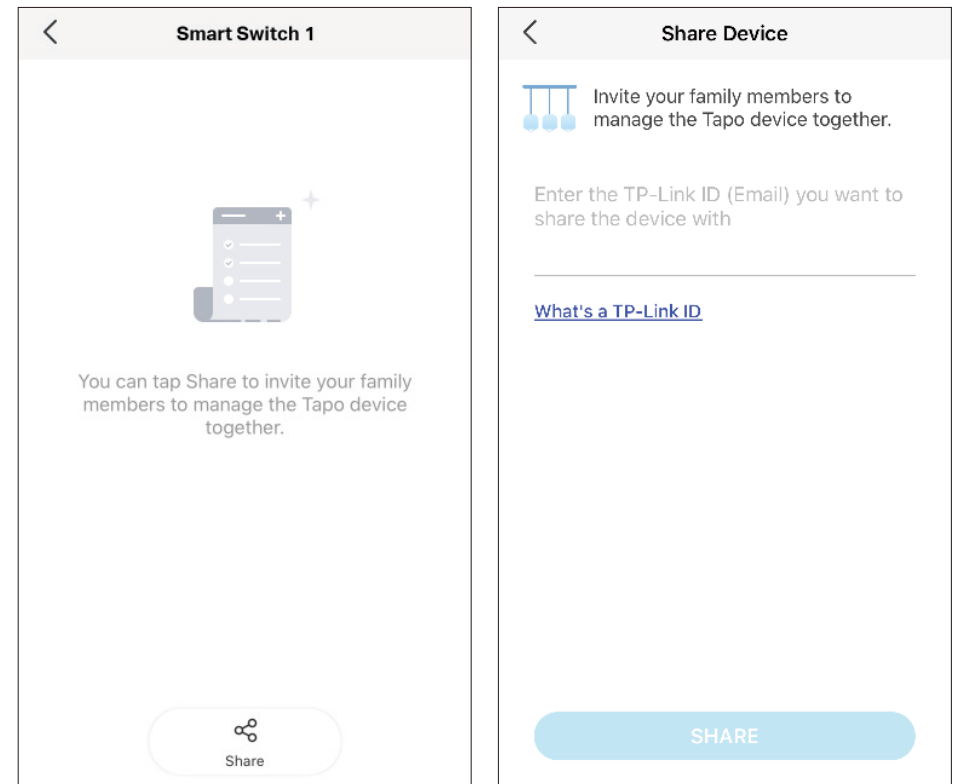 Smart Switch 1
You can tap Share to invite your family
members to manage the Tapo device
together.
Share
Share Device
Invite your family members to
manage the Tapo device together.
Enter the TP-Link ID (Email) you want to
share the device with
What's a TP-Link ID
SHARE